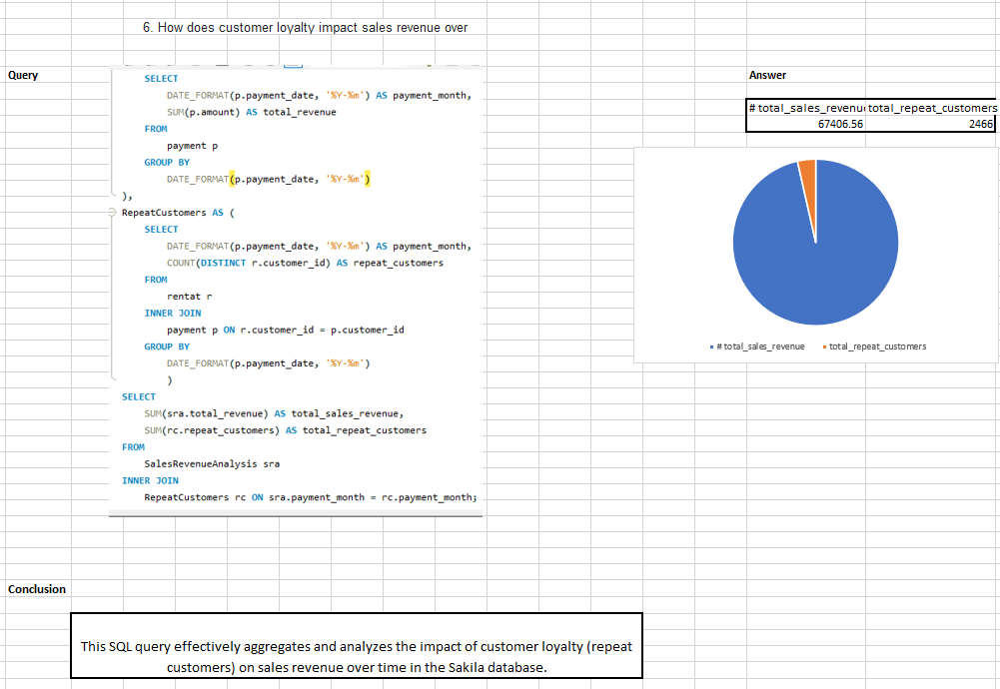 6. How does customer loyalty impact sales revenue over
Query
SELECT
DATE_FORMAT(p.payment_date, '%Y-%m') AS payment_month,
SUM(p.amount) AS total_revenue
FROM
payment p
GROUP BY
DATE_FORMAT(p.payment_date, '%Y-%m')
),
RepeatCustomers AS (
SELECT
DATE_FORMAT(p.payment_date, '%Y-%m') AS payment_month,
COUNT(DISTINCT r.customer_id) AS repeat_customers
FROM
rentat r
INNER JOIN
payment p ON r.customer_id = p.customer_id
GROUP BY
DATE_FORMAT(p.payment_date, '%Y-%m')
)
SELECT
SUM(sra.total_revenue) AS total_sales_revenue,
SUM(rc.repeat_customers) AS total_repeat_customers
FROM
SalesRevenueAnalysis sra
INNER JOIN
RepeatCustomers rc ON sra.payment_month = rc.payment_month;
Answer
# total_sales_revenu total_repeat_customers
67406.56 2466
# total_sales_revenue total_repeat_customers
Conclusion
This SQL query effectively aggregates and analyzes the impact of customer loyalty (repeat
customers) on sales revenue over time in the Sakila database.